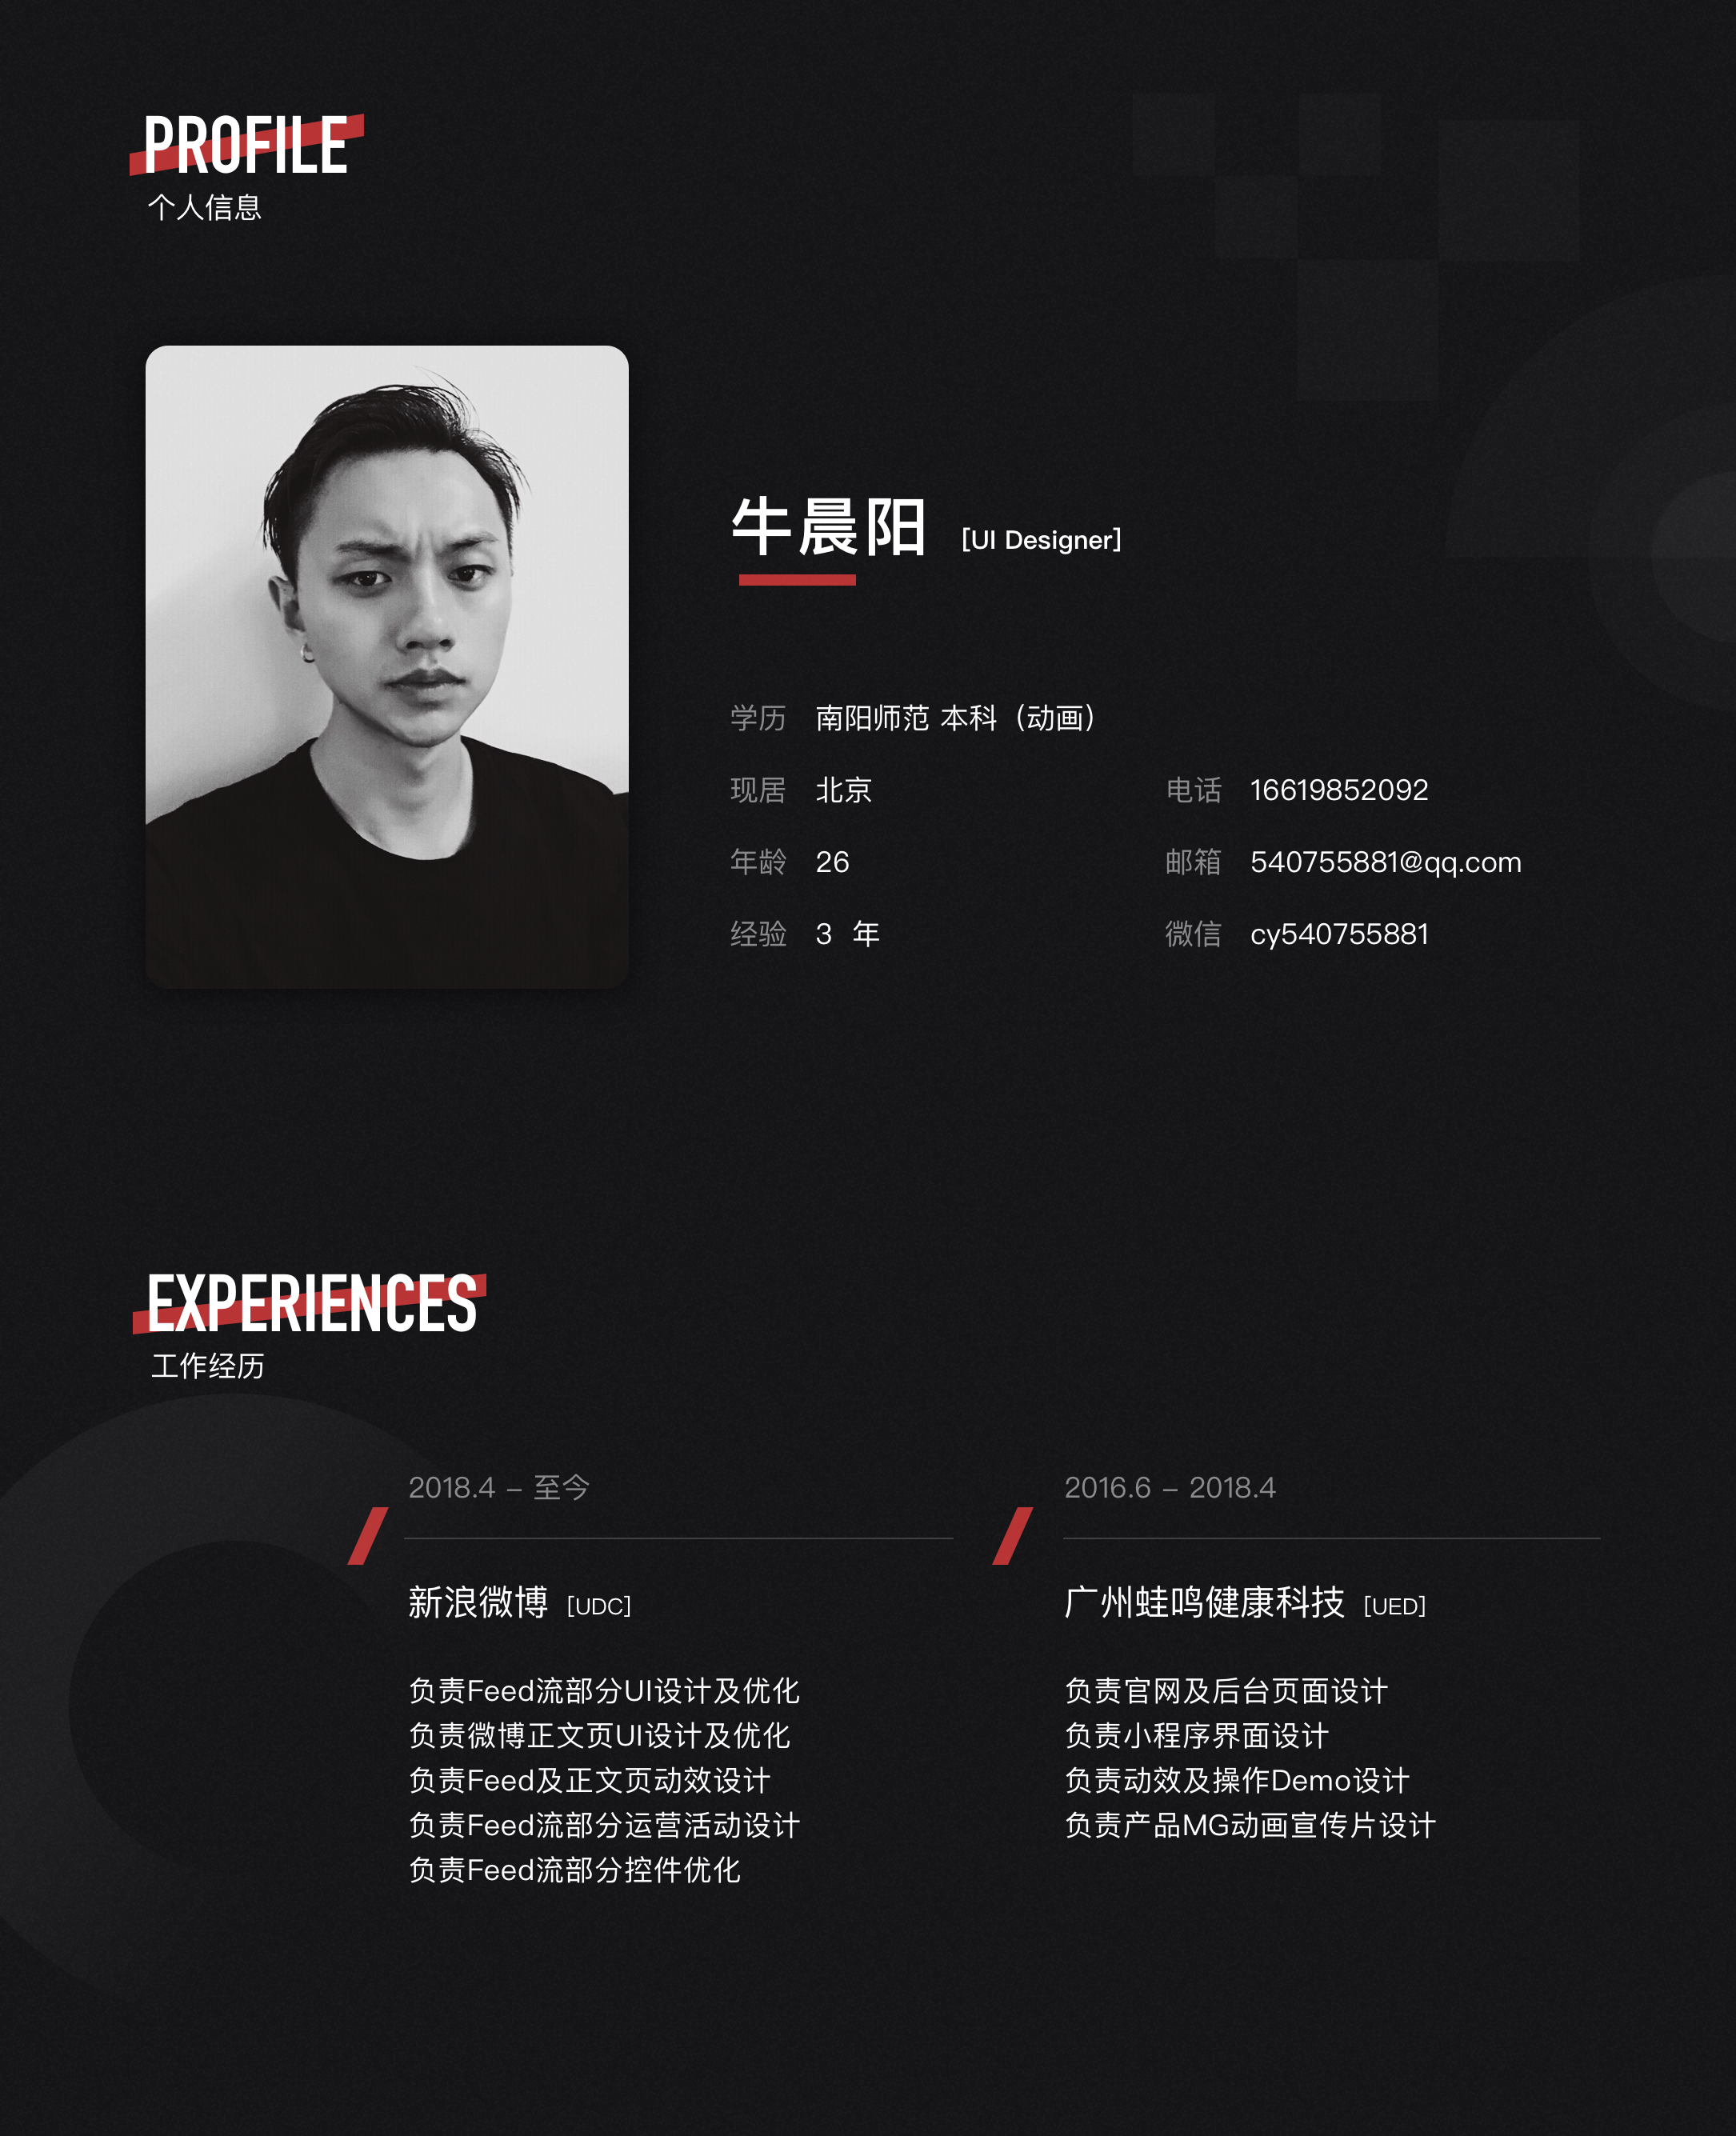 PROFILE
个人信息
牛晨阳 [UI Designer]
学历 南阳师范 本科（动画）
现居 北京 电话 16619852092
年龄 26 邮箱 540755881@qq.com
经验 3 年 微信 cy540755881
EXPERIENCES
工作经历
2018.4 – 至今
新浪微博 [UDC]
负责Feed流部分UI设计及优化
负责微博正文页UI设计及优化
负责Feed及正文页动效设计
负责Feed流部分运营活动设计
负责Feed流部分控件优化
2016.6 – 2018.4
广州蛙鸣健康科技 [UED]
负责官网及后台页面设计
负责小程序界面设计
负责动效及操作Demo设计
负责产品MG动画宣传片设计